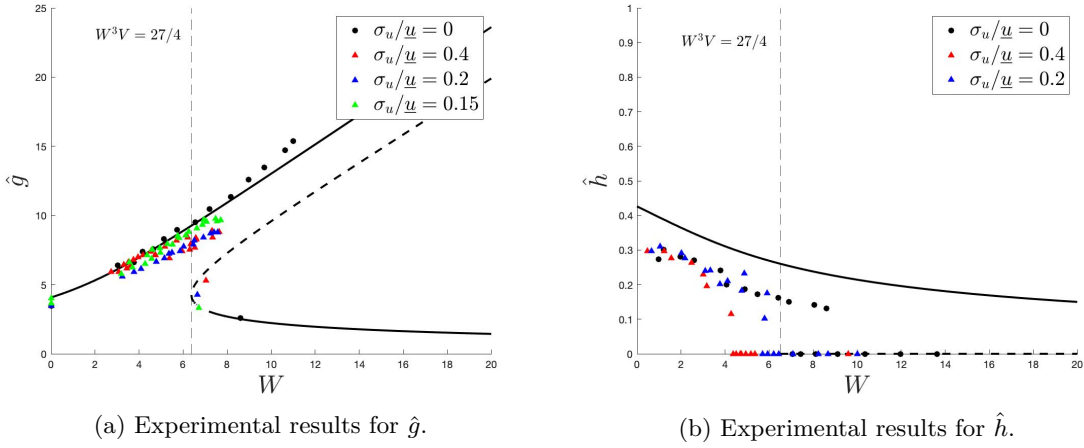 25
20
15
10
5
0
0 2 4 6 8 10 12 14 16 18 20
ĝ
W
W³V = 27/4
σᵤ/u̲ = 0
σᵤ/u̲ = 0.4
σᵤ/u̲ = 0.2
σᵤ/u̲ = 0.15
(a) Experimental results for ĝ.
1
0.9
0.8
0.7
0.6
0.5
0.4
0.3
0.2
0.1
0
0 2 4 6 8 10 12 14 16 18 20
ĥ
W
W³V = 27/4
σᵤ/u̲ = 0
σᵤ/u̲ = 0.4
σᵤ/u̲ = 0.2
(b) Experimental results for ĥ.